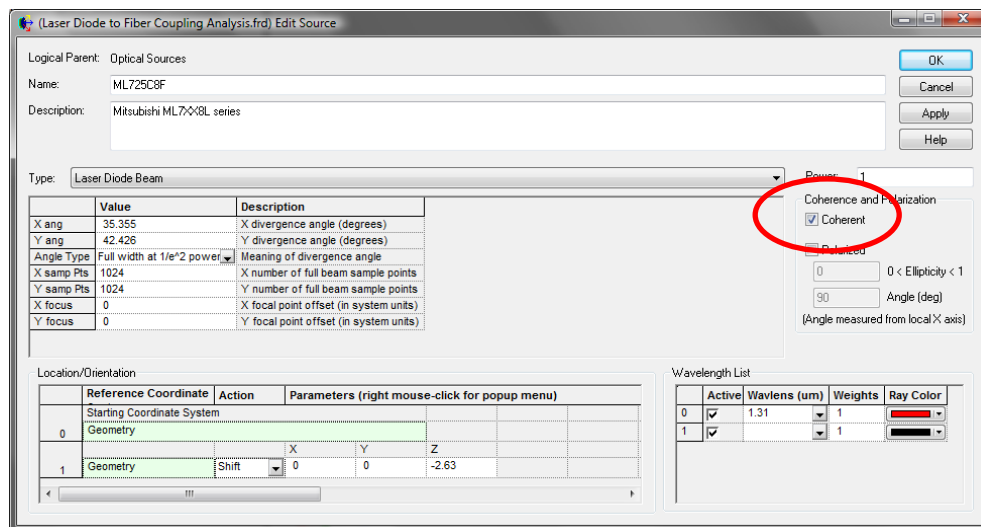 (Laser Diode to Fiber Coupling Analysis.frd) Edit Source
Logical Parent: Optical Sources
OK
Name: ML725C8F
Cancel
Description: Mitsubishi ML7XX8L series
Apply
Help
Type: Laser Diode Beam
Power: 1
Value Description
X ang 35.355 X divergence angle (degrees)
Y ang 42.426 Y divergence angle (degrees)
Angle Type Full width at 1/e^2 power Meaning of divergence angle
X samp Pts 1024 X number of full beam sample points
Y samp Pts 1024 Y number of full beam sample points
X focus 0 X focal point offset (in system units)
Y focus 0 Y focal point offset (in system units)
Coherence and Polarization
Coherent
Polarized
0 0 < Ellipticity < 1
90 Angle (deg)
(Angle measured from local X axis)
Location/Orientation
Reference Coordinate Action Parameters (right mouse-click for popup menu)
Starting Coordinate System
0 Geometry
X Y Z
1 Geometry Shift 0 0 -2.63
Wavelength List
Active Wavlens (um) Weights Ray Color
0 1.31 1
1 1